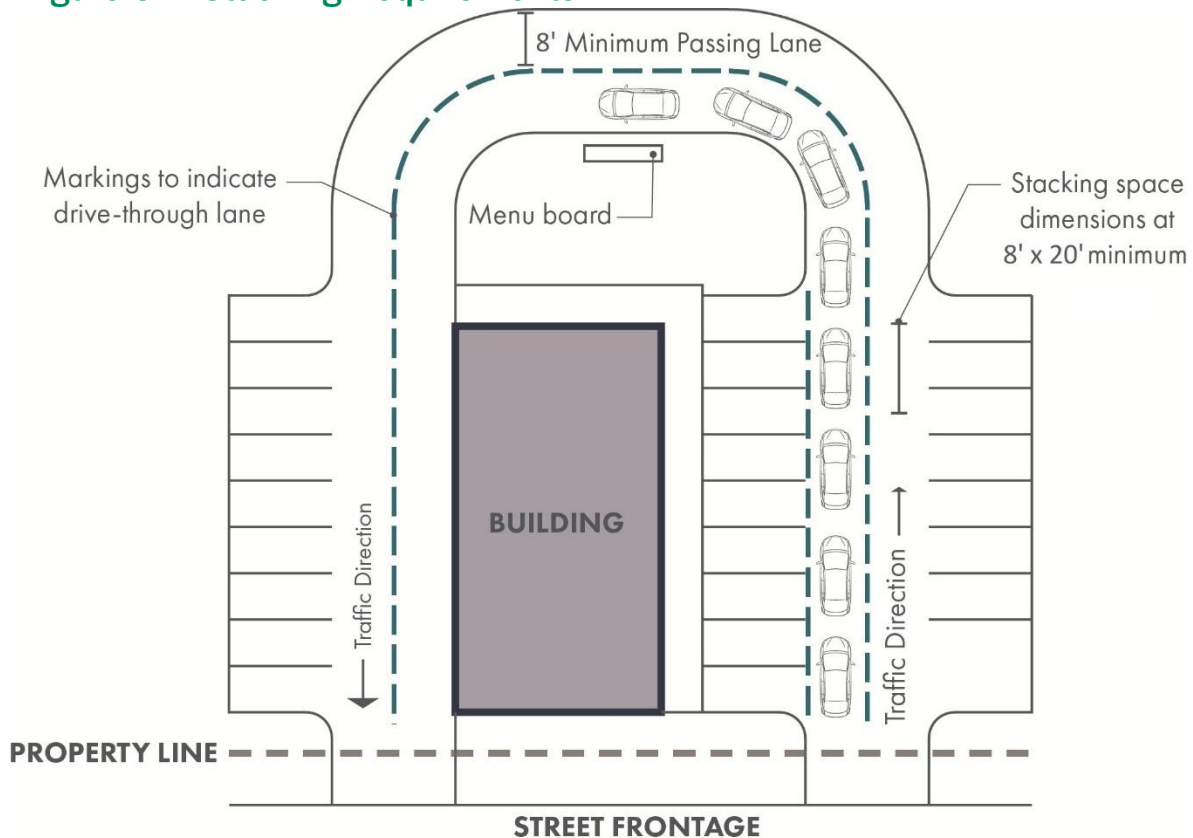 8' Minimum Passing Lane
Markings to indicate
drive-through lane
Menu board
Stacking space
dimensions at
8' x 20' minimum
BUILDING
Traffic Direction
Traffic Direction
PROPERTY LINE
STREET FRONTAGE